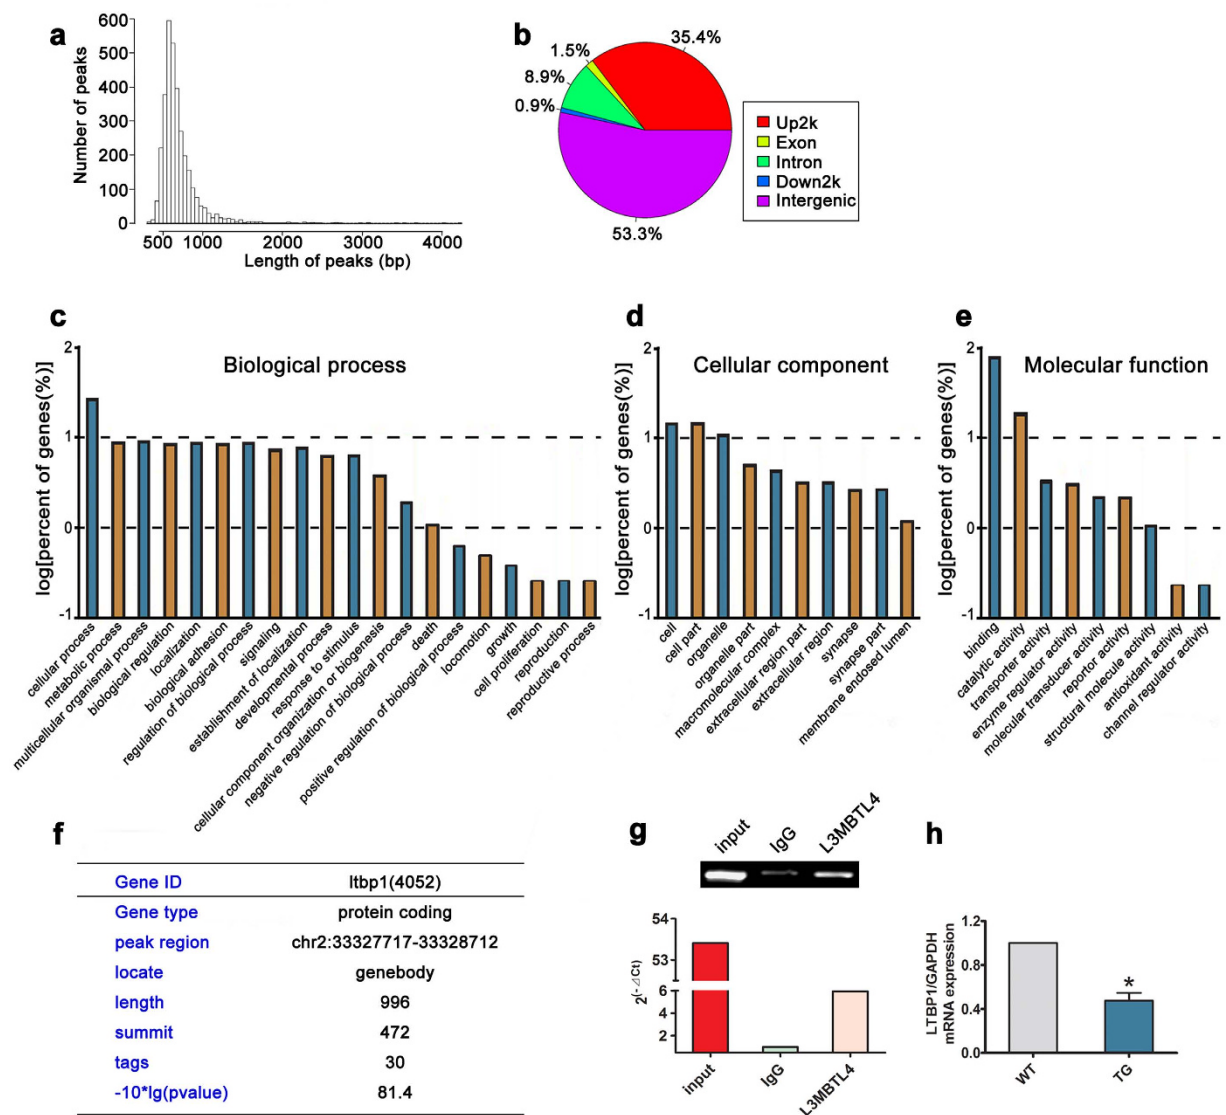 a
600
500
400
300
200
100
0
Number of peaks
500 1000 2000 3000 4000
Length of peaks (bp)
b
35.4%
1.5%
8.9%
0.9%
53.3%
Up2k
Exon
Intron
Down2k
Intergenic
c
Biological process
log[percent of genes(%)]
2
1
0
-1
cellular process
metabolic process
multicellular organismal process
biological regulation
localization
biological adhesion
regulation of biological process
signaling
establishment of localization
developmental process
response to stimulus
cellular component organization or biogenesis
negative regulation of biological process
death
positive regulation of biological process
locomotion
growth
cell proliferation
reproduction
reproductive process
d
Cellular component
log[percent of genes(%)]
2
1
0
-1
cell
cell part
organelle
organelle part
macromolecular complex
extracellular region part
extracellular region
synapse
synapse part
membrane enlosed lumen
e
Molecular function
log[percent of genes(%)]
2
1
0
-1
binding
catalytic activity
transporter activity
enzyme regulator activity
molecular transducer activity
reporter activity
structural molecule activity
antioxidant activity
channel regulator activity
f
Gene ID ltbp1(4052)
Gene type protein coding
peak region chr2:33327717-33328712
locate genebody
length 996
summit 472
tags 30
-10*lg(pvalue) 81.4
g
input IgG L3MBTL4
54
53
6
4
2
2(-⊿Ct)
input IgG L3MBTL4
h
LTBP1/GAPDH
mRNA expression
1.2
0.8
0.4
0.0
*
WT TG